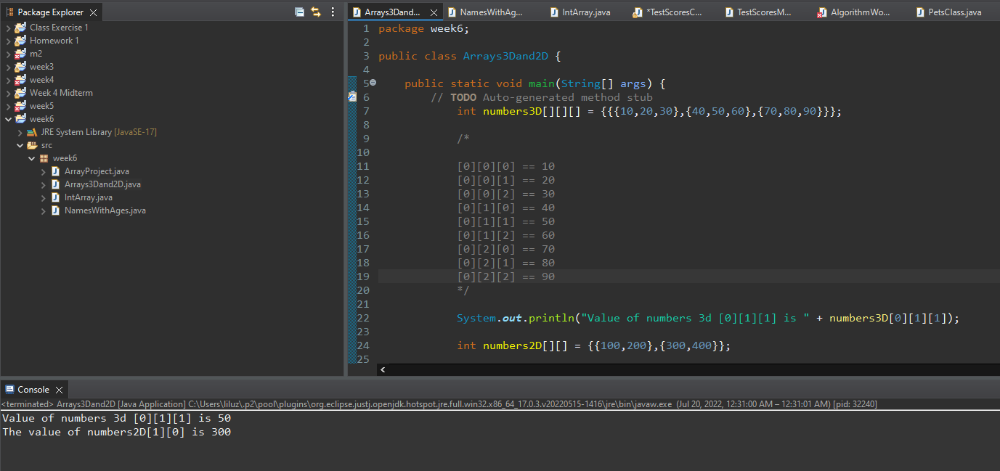 Package Explorer
Class Exercise 1
Homework 1
m2
week3
week4
Week 4 Midterm
week5
week6
JRE System Library [JavaSE-17]
src
week6
ArrayProject.java
Arrays3Dand2D.java
IntArray.java
NamesWithAges.java
Arrays3Dand... NamesWithAg... IntArray.java *TestScoresC... TestScoresM... AlgorithmWo... PetsClass.java
1 package week6;
2
3 public class Arrays3Dand2D {
4
5 public static void main(String[] args) {
6 // TODO Auto-generated method stub
7 int numbers3D[][][] = {{{10,20,30},{40,50,60},{70,80,90}}};
8
9 /*
10
11 [0][0][0] == 10
12 [0][0][1] == 20
13 [0][0][2] == 30
14 [0][1][0] == 40
15 [0][1][1] == 50
16 [0][1][2] == 60
17 [0][2][0] == 70
18 [0][2][1] == 80
19 [0][2][2] == 90
20 */
21
22 System.out.println("Value of numbers 3d [0][1][1] is " + numbers3D[0][1][1]);
23
24 int numbers2D[][] = {{100,200},{300,400}};
25
Console
<terminated> Arrays3Dand2D [Java Application] C:\Users\liluz\.p2\pool\plugins\org.eclipse.justj.openjdk.hotspot.jre.full.win32.x86_64_17.0.3.v20220515-1416\jre\bin\javaw.exe (Jul 20, 2022, 12:31:00 AM – 12:31:01 AM) [pid: 32240]
Value of numbers 3d [0][1][1] is 50
The value of numbers2D[1][0] is 300